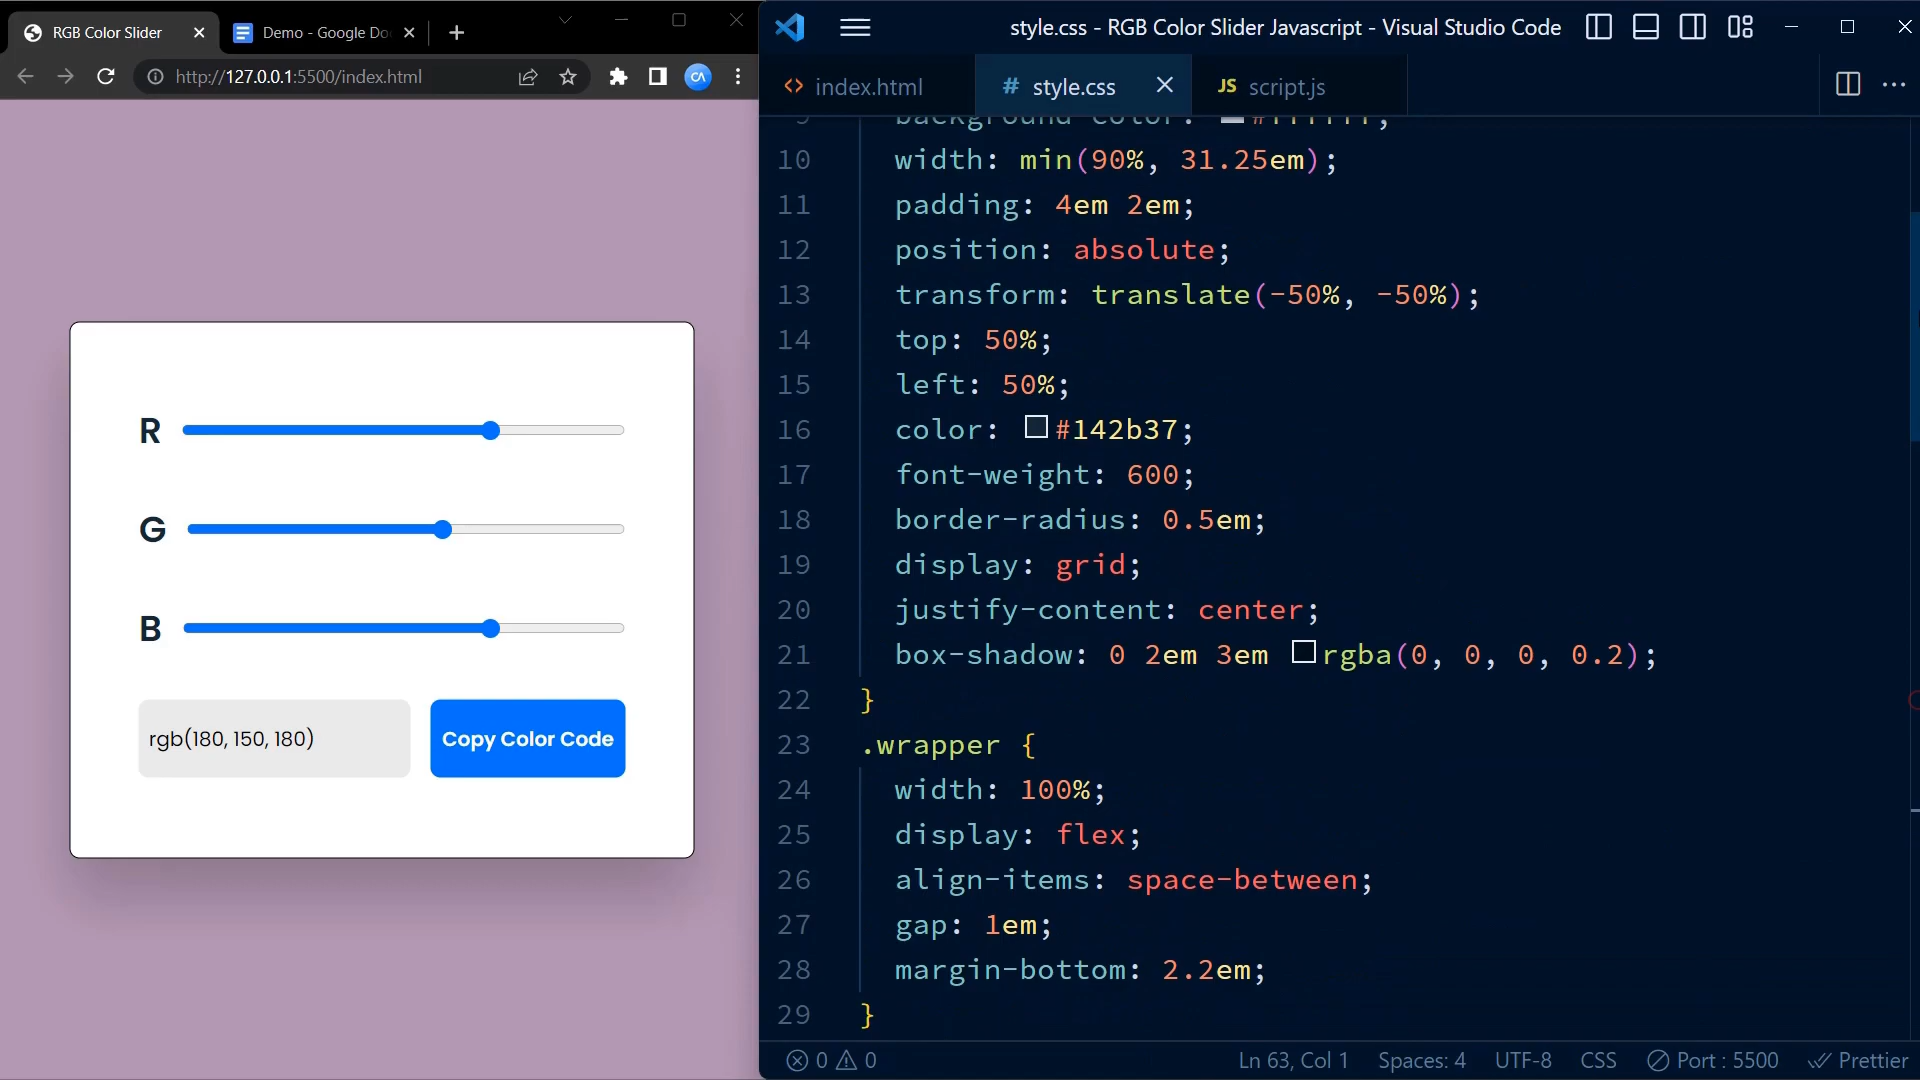 RGB Color Slider
Demo - Google Do
http://127.0.0.1:5500/index.html
CA
R
G
B
rgb(180, 150, 180)
Copy Color Code
style.css - RGB Color Slider Javascript - Visual Studio Code
<> index.html
# style.css
JS script.js
9 background-color: #ffffff;
10 width: min(90%, 31.25em);
11 padding: 4em 2em;
12 position: absolute;
13 transform: translate(-50%, -50%);
14 top: 50%;
15 left: 50%;
16 color: #142b37;
17 font-weight: 600;
18 border-radius: 0.5em;
19 display: grid;
20 justify-content: center;
21 box-shadow: 0 2em 3em rgba(0, 0, 0, 0.2);
22 }
23 .wrapper {
24 width: 100%;
25 display: flex;
26 align-items: space-between;
27 gap: 1em;
28 margin-bottom: 2.2em;
29 }
0 0 Ln 63, Col 1 Spaces: 4 UTF-8 CSS Port : 5500 Prettier